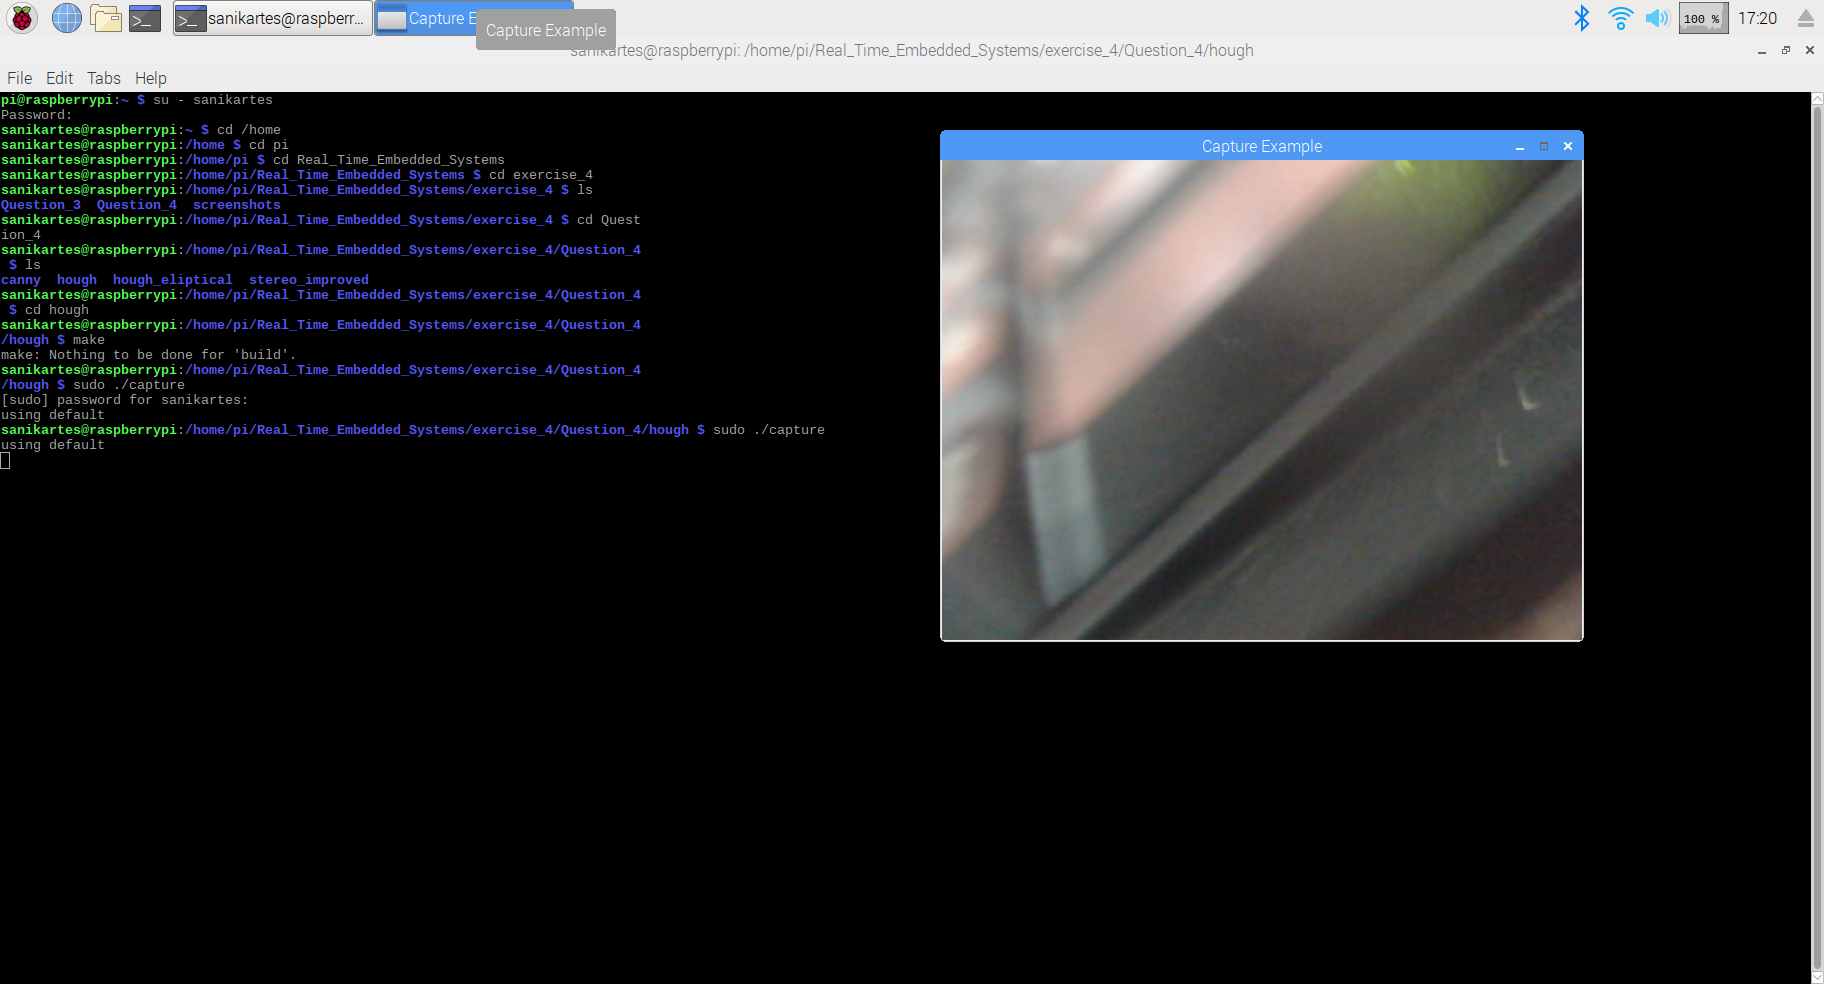 sanikartes@raspberr...
Capture E
Capture Example
100 %
17:20
sanikartes@raspberrypi: /home/pi/Real_Time_Embedded_Systems/exercise_4/Question_4/hough
File Edit Tabs Help
pi@raspberrypi:~ $ su - sanikartes
Password:
sanikartes@raspberrypi:~ $ cd /home
sanikartes@raspberrypi:/home $ cd pi
sanikartes@raspberrypi:/home/pi $ cd Real_Time_Embedded_Systems
sanikartes@raspberrypi:/home/pi/Real_Time_Embedded_Systems $ cd exercise_4
sanikartes@raspberrypi:/home/pi/Real_Time_Embedded_Systems/exercise_4 $ ls
Question_3  Question_4  screenshots
sanikartes@raspberrypi:/home/pi/Real_Time_Embedded_Systems/exercise_4 $ cd Quest
ion_4
sanikartes@raspberrypi:/home/pi/Real_Time_Embedded_Systems/exercise_4/Question_4
 $ ls
canny  hough  hough_eliptical  stereo_improved
sanikartes@raspberrypi:/home/pi/Real_Time_Embedded_Systems/exercise_4/Question_4
 $ cd hough
sanikartes@raspberrypi:/home/pi/Real_Time_Embedded_Systems/exercise_4/Question_4
/hough $ make
make: Nothing to be done for 'build'.
sanikartes@raspberrypi:/home/pi/Real_Time_Embedded_Systems/exercise_4/Question_4
/hough $ sudo ./capture
[sudo] password for sanikartes:
using default
sanikartes@raspberrypi:/home/pi/Real_Time_Embedded_Systems/exercise_4/Question_4/hough $ sudo ./capture
using default
Capture Example